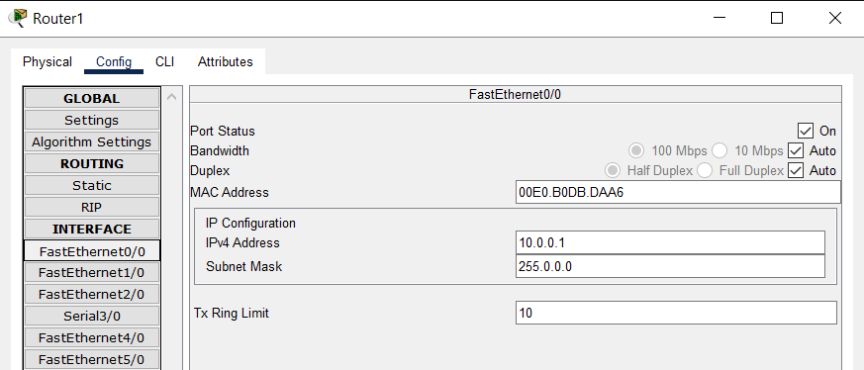 Router1
Physical Config CLI Attributes
GLOBAL
Settings
Algorithm Settings
ROUTING
Static
RIP
INTERFACE
FastEthernet0/0
FastEthernet1/0
FastEthernet2/0
Serial3/0
FastEthernet4/0
FastEthernet5/0
FastEthernet0/0
Port Status On
Bandwidth 100 Mbps 10 Mbps Auto
Duplex Half Duplex Full Duplex Auto
MAC Address 00E0.B0DB.DAA6
IP Configuration
IPv4 Address 10.0.0.1
Subnet Mask 255.0.0.0
Tx Ring Limit 10